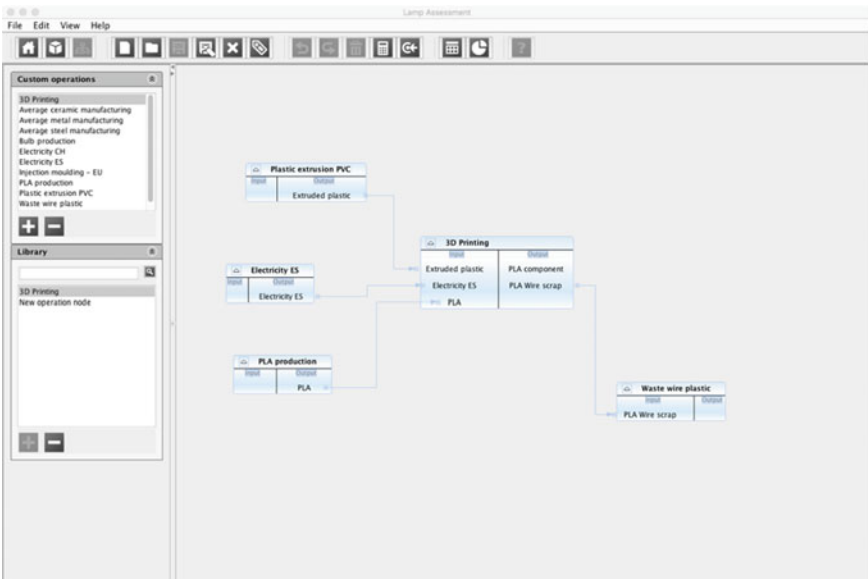 Lamp Assessment
File Edit View Help
?
Custom operations
3D Printing
Average ceramic manufacturing
Average metal manufacturing
Average steel manufacturing
Bulb production
Electricity CH
Electricity ES
Injection moulding - EU
PLA production
Plastic extrusion PVC
Waste wire plastic
Library
3D Printing
New operation node
Plastic extrusion PVC
Input Output
Extruded plastic
3D Printing
Input Output
Extruded plastic PLA component
Electricity ES PLA Wire scrap
PLA
Electricity ES
Input Output
Electricity ES
PLA production
Input Output
PLA
Waste wire plastic
Input Output
PLA Wire scrap